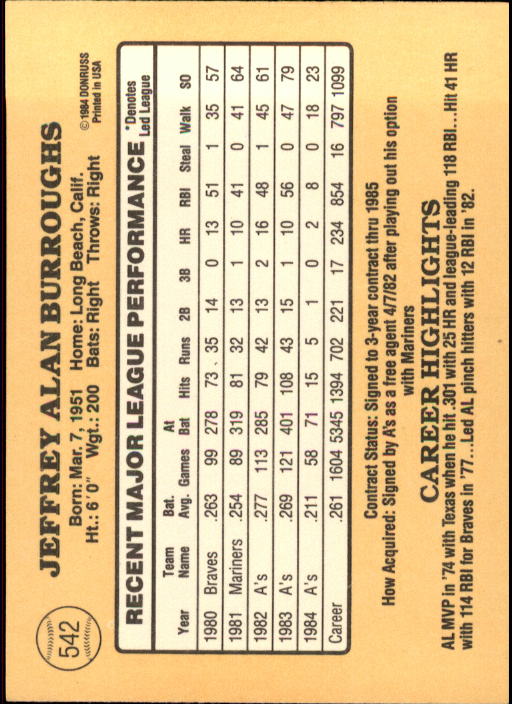 542
JEFFREY ALAN BURROUGHS
Born: Mar. 7, 1951 Home: Long Beach, Calif.
Ht.: 6'0" Wgt.: 200 Bats: Right Throws: Right
© 1984 DONRUSS
Printed in USA
RECENT MAJOR LEAGUE PERFORMANCE
*Denotes
Led League
Year Team Name Bat. Avg. Games At Bat Hits Runs 2B 3B HR RBI Steal Walk SO
1980 Braves .263 99 278 73 35 14 0 13 51 1 35 57
1981 Mariners .254 89 319 81 32 13 1 10 41 0 41 64
1982 A's .277 113 285 79 42 13 2 16 48 1 45 61
1983 A's .269 121 401 108 43 15 1 10 56 0 47 79
1984 A's .211 58 71 15 5 1 0 2 8 0 18 23
Career .261 1604 5345 1394 702 221 17 234 854 16 797 1099
Contract Status: Signed to 3-year contract thru 1985
How Acquired: Signed by A's as a free agent 4/7/82 after playing out his option
with Mariners
CAREER HIGHLIGHTS
AL MVP in '74 with Texas when he hit .301 with 25 HR and league-leading 118 RBI...Hit 41 HR
with 114 RBI for Braves in '77...Led AL pinch hitters with 12 RBI in '82.